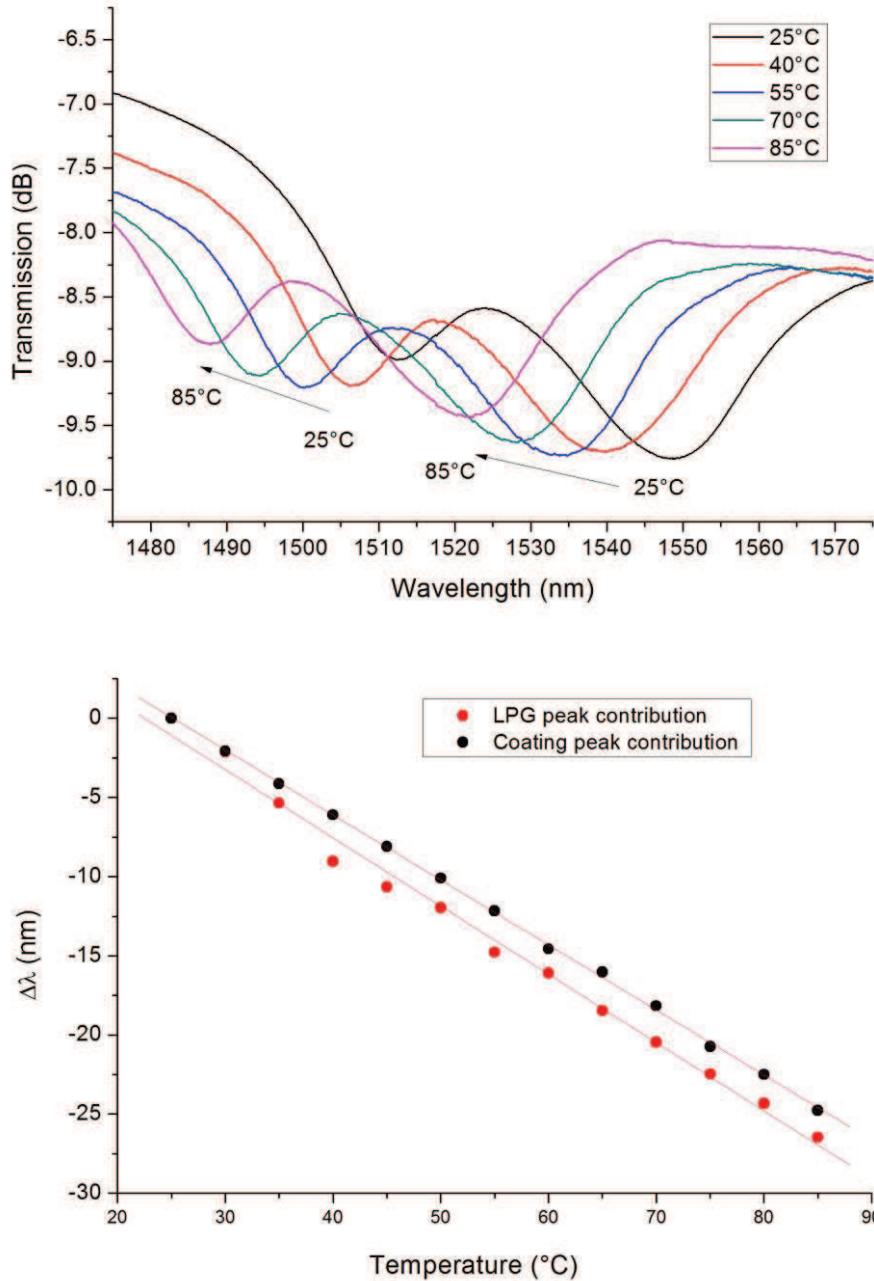 -6.5
-7.0
-7.5
-8.0
-8.5
-9.0
-9.5
-10.0
Transmission (dB)
25°C
40°C
55°C
70°C
85°C
85°C
25°C
85°C
25°C
1480 1490 1500 1510 1520 1530 1540 1550 1560 1570
Wavelength (nm)
0
-5
-10
-15
-20
-25
-30
Δλ (nm)
LPG peak contribution
Coating peak contribution
20 30 40 50 60 70 80 90
Temperature (°C)